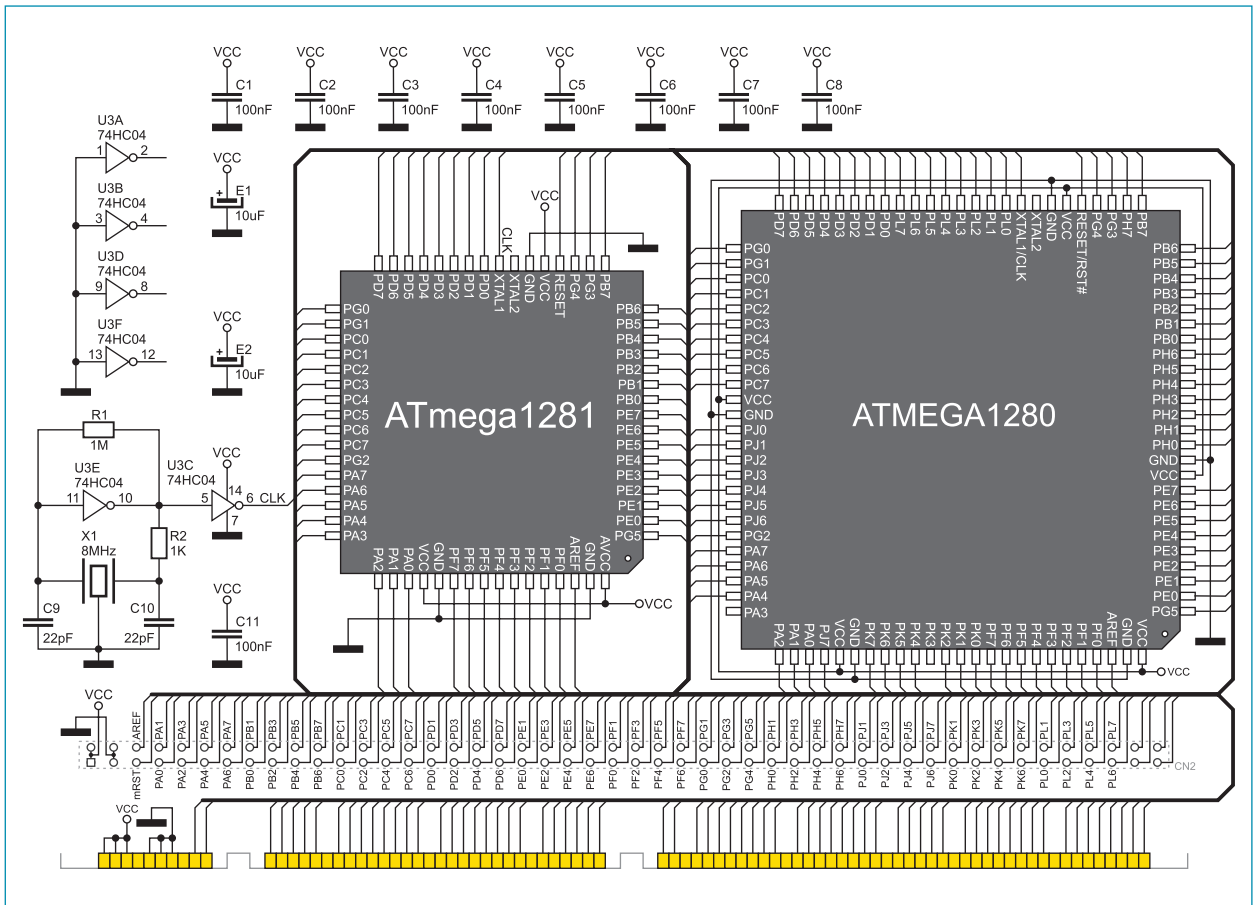 VCC VCC VCC VCC VCC VCC VCC VCC
C1 C2 C3 C4 C5 C6 C7 C8
100nF 100nF 100nF 100nF 100nF 100nF 100nF 100nF
U3A
74HC04
1 2
U3B
74HC04
3 4
U3D
74HC04
9 8
U3F
74HC04
13 12
VCC
+
E1
10uF
VCC
+
E2
10uF
R1
1M
U3E
74HC04
11 10
U3C
74HC04
VCC
5 14 6 CLK
7
R2
1K
X1
8MHz
C9
22pF
C10
22pF
VCC
C11
100nF
VCC
CLK
PD7 PD6 PD5 PD4 PD3 PD2 PD1 PD0 XTAL1 XTAL2 GND VCC RESET PG4 PG3 PB7
PG0
PG1
PC0
PC1
PC2
PC3
PC4
PC5
PC6
PC7
PG2
PA7
PA6
PA5
PA4
PA3
ATmega1281
PB6
PB5
PB4
PB3
PB2
PB1
PB0
PE7
PE6
PE5
PE4
PE3
PE2
PE1
PE0
PG5
PA2 PA1 PA0 VCC GND PF7 PF6 PF5 PF4 PF3 PF2 PF1 PF0 AREF GND AVCC
VCC
PD7 PD6 PD5 PD4 PD3 PD2 PD1 PD0 PL7 PL6 PL5 PL4 PL3 PL2 PL1 PL0 XTAL1/CLK XTAL2 GND VCC RESET/RST# PG4 PG3 PH7 PB7
PG0
PG1
PC0
PC1
PC2
PC3
PC4
PC5
PC6
PC7
VCC
GND
PJ0
PJ1
PJ2
PJ3
PJ4
PJ5
PJ6
PG2
PA7
PA6
PA5
PA4
PA3
ATMEGA1280
PB6
PB5
PB4
PB3
PB2
PB1
PB0
PH6
PH5
PH4
PH3
PH2
PH1
PH0
GND
VCC
PE7
PE6
PE5
PE4
PE3
PE2
PE1
PE0
PG5
PA2 PA1 PA0 PJ7 VCC GND PK7 PK6 PK5 PK4 PK3 PK2 PK1 PK0 PF7 PF6 PF5 PF4 PF3 PF2 PF1 PF0 AREF GND VCC
VCC
VCC
AREF PA1 PA3 PA5 PA7 PB1 PB3 PB5 PB7 PC1 PC3 PC5 PC7 PD1 PD3 PD5 PD7 PE1 PE3 PE5 PE7 PF1 PF3 PF5 PF7 PG1 PG3 PG5 PH1 PH3 PH5 PH7 PJ1 PJ3 PJ5 PJ7 PK1 PK3 PK5 PK7 PL1 PL3 PL5 PL7
mRST PA0 PA2 PA4 PA6 PB0 PB2 PB4 PB6 PC0 PC2 PC4 PC6 PD0 PD2 PD4 PD6 PE0 PE2 PE4 PE6 PF0 PF2 PF4 PF6 PG0 PG2 PG4 PH0 PH2 PH4 PH6 PJ0 PJ2 PJ4 PJ6 PK0 PK2 PK4 PK6 PL0 PL2 PL4 PL6
CN2
VCC